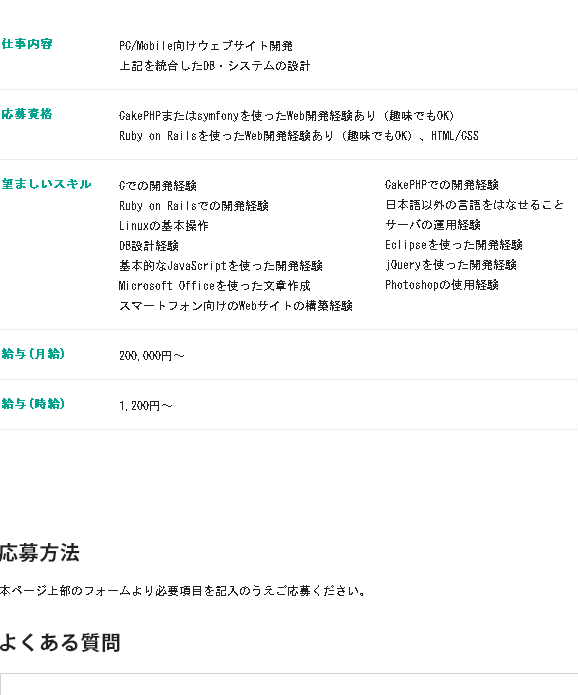 仕事内容
PC/Mobile向けウェブサイト開発
上記を統合したDB・システムの設計
応募資格
CakePHPまたはsymfonyを使ったWeb開発経験あり（趣味でもOK）
Ruby on Railsを使ったWeb開発経験あり（趣味でもOK）、HTML/CSS
望ましいスキル
Cでの開発経験
Ruby on Railsでの開発経験
Linuxの基本操作
DB設計経験
基本的なJavaScriptを使った開発経験
Microsoft Officeを使った文章作成
スマートフォン向けのWebサイトの構築経験
CakePHPでの開発経験
日本語以外の言語をはなせること
サーバの運用経験
Eclipseを使った開発経験
jQueryを使った開発経験
Photoshopの使用経験
給与(月給)
200,000円～
給与(時給)
1,200円～
応募方法
本ページ上部のフォームより必要項目を記入のうえご応募ください。
よくある質問